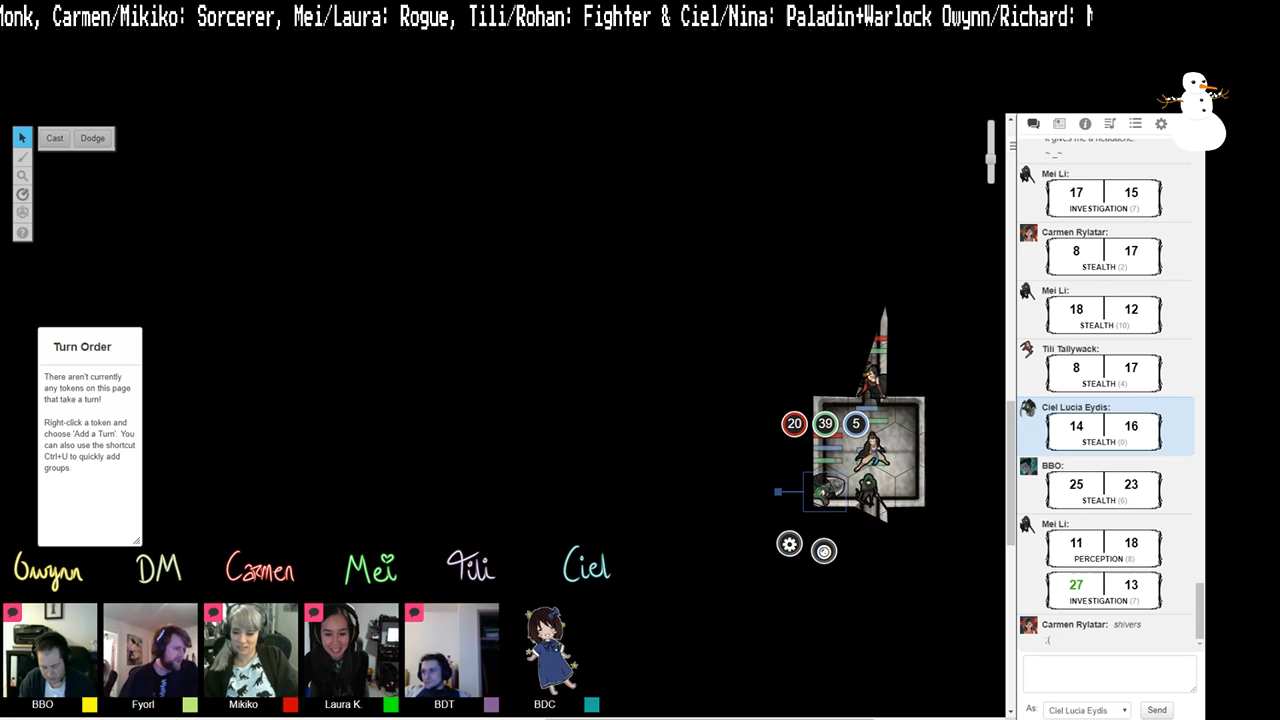 Monk, Carmen/Mikiko: Sorcerer, Mei/Laura: Rogue, Tili/Rohan: Fighter & Ciel/Nina: Paladin+Warlock Owynn/Richard: M
Cast Dodge
it gives me a headache.
~_~
Mei Li:
17 15
INVESTIGATION (7)
Carmen Rylatar:
8 17
STEALTH (2)
Mei Li:
18 12
STEALTH (10)
Tili Tallywack:
8 17
STEALTH (4)
Ciel Lucia Eydis:
14 16
STEALTH (0)
BBO:
25 23
STEALTH (6)
Mei Li:
11 18
PERCEPTION (8)
27 13
INVESTIGATION (7)
Carmen Rylatar: shivers
:(
As: Ciel Lucia Eydis Send
Turn Order
There aren't currently
any tokens on this page
that take a turn!
Right-click a token and
choose 'Add a Turn'. You
can also use the shortcut
Ctrl+U to quickly add
groups.
20 39 5
Owynn DM Carmen Mei Tili Ciel
BBO Fyorl Mikiko Laura K. BDT BDC